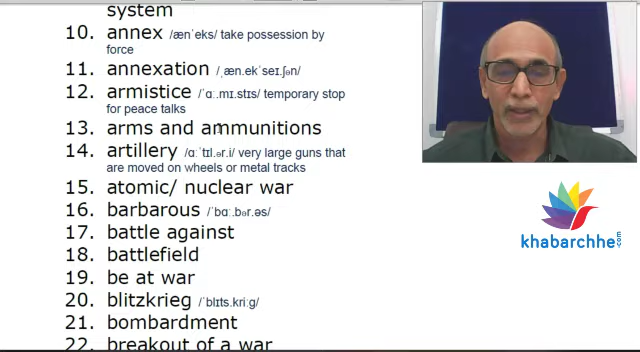 system
10. annex /ænˈeks/ take possession by
force
11. annexation /ˌæn.ekˈseɪ.ʃən/
12. armistice /ˈɑː.mɪ.stɪs/ temporary stop
for peace talks
13. arms and ammunitions
14. artillery /ɑːˈtɪl.ər.i/ very large guns that
are moved on wheels or metal tracks
15. atomic/ nuclear war
16. barbarous /ˈbɑː.bər.əs/
17. battle against
18. battlefield
19. be at war
20. blitzkrieg /ˈblɪts.kriːɡ/
21. bombardment
22. breakout of a war
khabarchhe.com